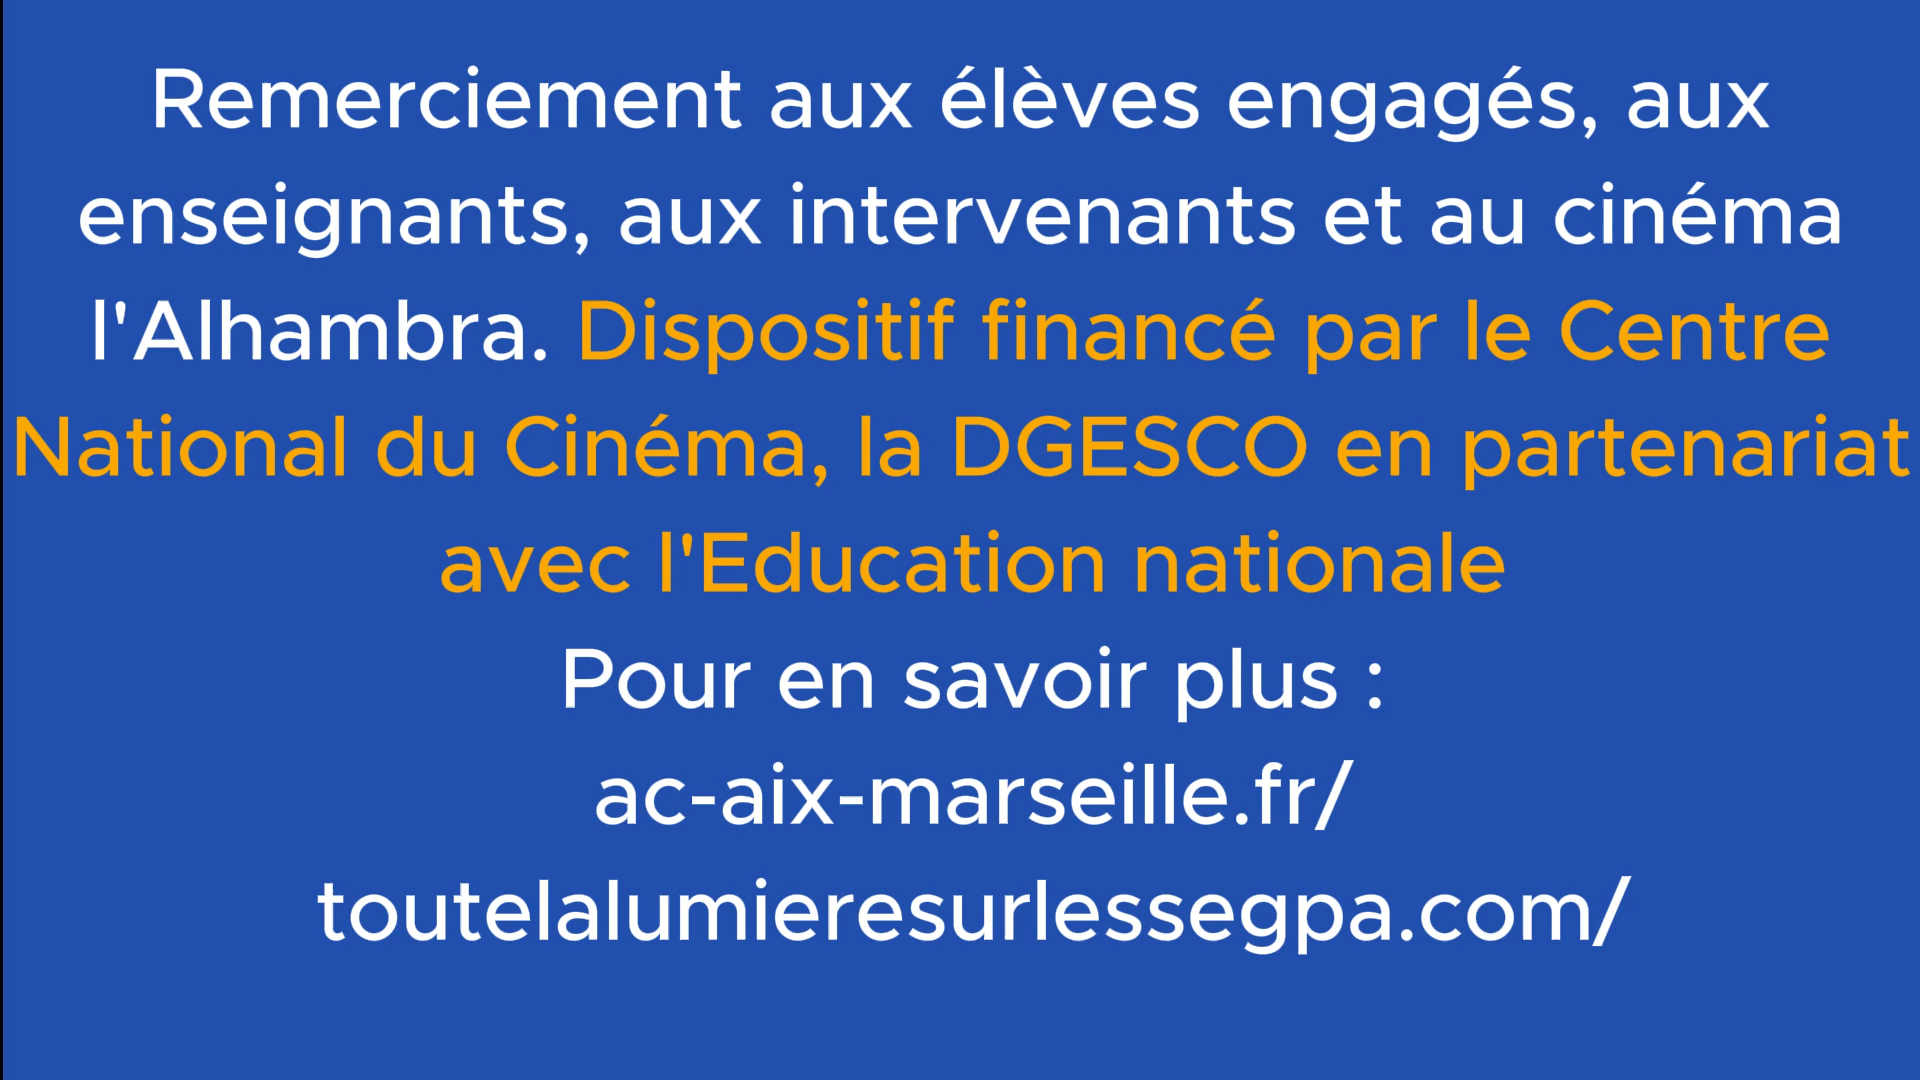 Remerciement aux élèves engagés, aux
enseignants, aux intervenants et au cinéma
l'Alhambra. Dispositif financé par le Centre
National du Cinéma, la DGESCO en partenariat
avec l'Education nationale
Pour en savoir plus :
ac-aix-marseille.fr/
toutelalumieresurlessegpa.com/